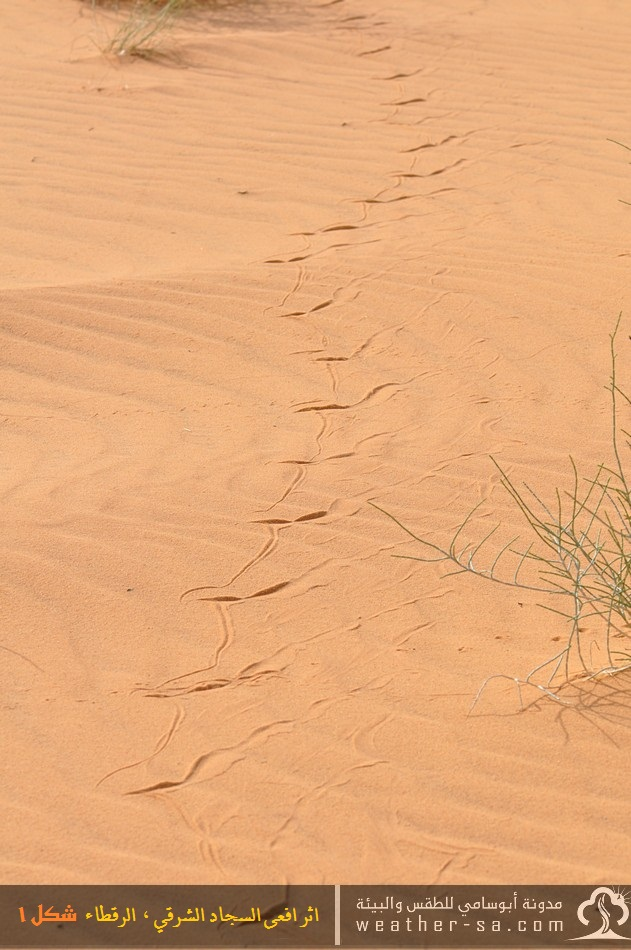 اثر افعى السجاد الشرقي ، الرقطاء شكل ١
مدونة أبوسامي للطقس والبيئة
weather-sa.com